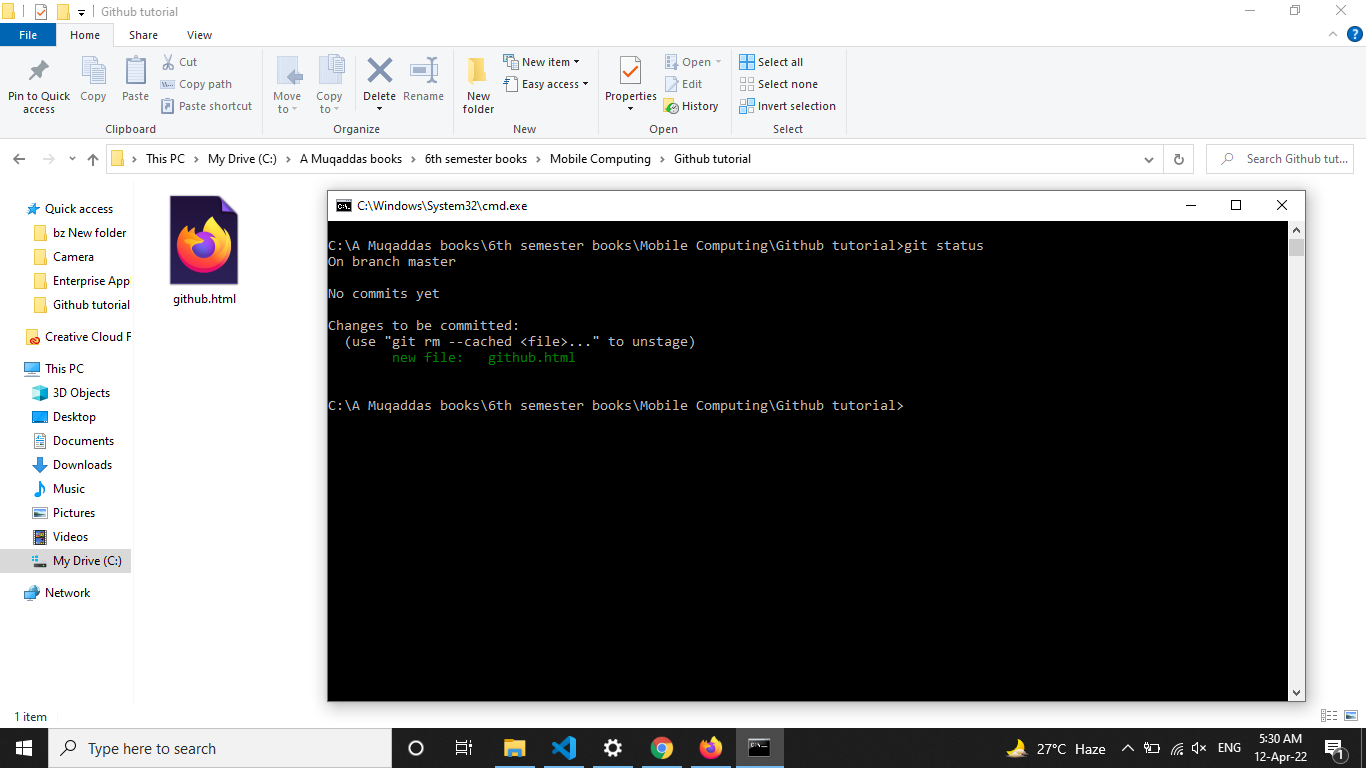 Github tutorial
File Home Share View
Pin to Quick access
Copy
Paste
Cut
Copy path
Paste shortcut
Clipboard
Move to
Copy to
Delete
Rename
Organize
New folder
New item
Easy access
New
Properties
Open
Edit
History
Open
Select all
Select none
Invert selection
Select
This PC > My Drive (C:) > A Muqaddas books > 6th semester books > Mobile Computing > Github tutorial
Search Github tut...
Quick access
bz New folder
Camera
Enterprise App
Github tutorial
Creative Cloud F
This PC
3D Objects
Desktop
Documents
Downloads
Music
Pictures
Videos
My Drive (C:)
Network
github.html
C:\Windows\System32\cmd.exe
C:\A Muqaddas books\6th semester books\Mobile Computing\Github tutorial>git status
On branch master
No commits yet
Changes to be committed:
(use "git rm --cached <file>..." to unstage)
new file: github.html
C:\A Muqaddas books\6th semester books\Mobile Computing\Github tutorial>
1 item
Type here to search
27°C Haze
ENG
5:30 AM
12-Apr-22
1